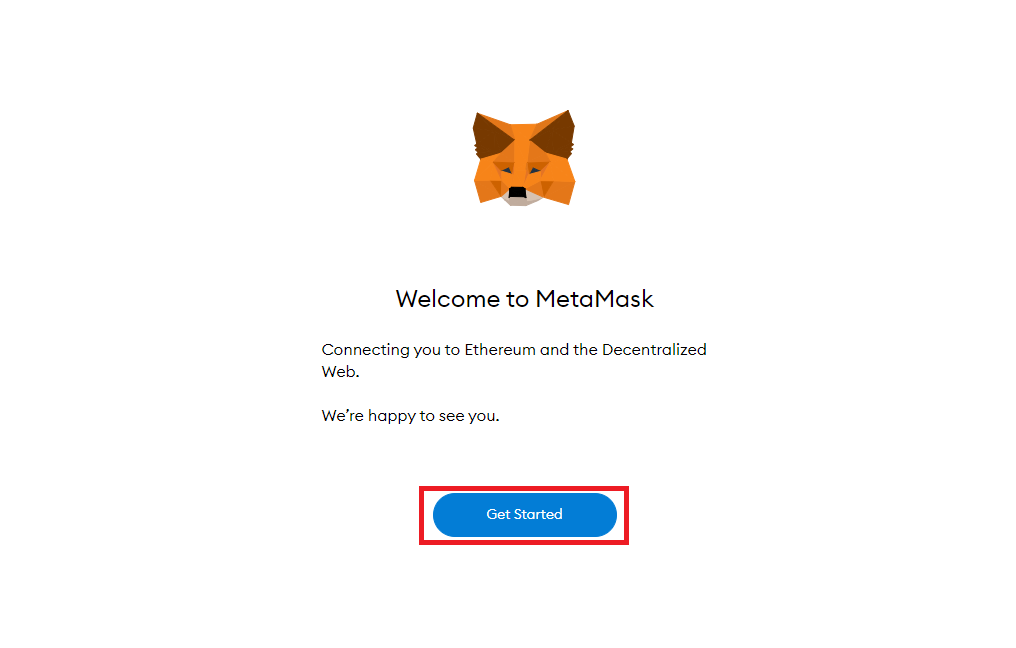 Welcome to MetaMask
Connecting you to Ethereum and the Decentralized
Web.
We’re happy to see you.
Get Started